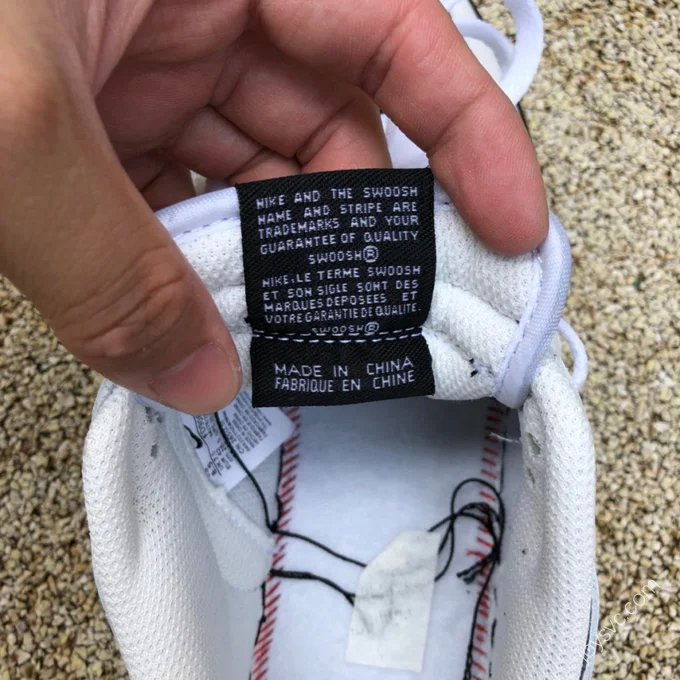 NIKE AND THE SWOOSH
NAME AND STRIPE ARE
TRADEMARKS AND YOUR
GUARANTEE OF QUALITY
SWOOSH®
NIKE,LE TERME SWOOSH
ET SON SIGLE SONT DES
MARQUES DEPOSEES ET
VOTRE GARANTIE DE QUALITE.
SWOOSH®
MADE IN CHINA
FABRIQUE EN CHINE